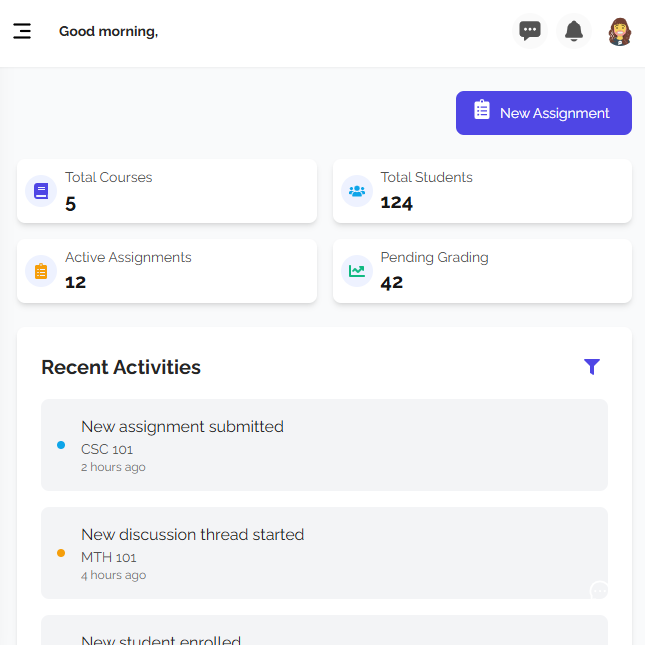 Good morning,
New Assignment
Total Courses
5
Total Students
124
Active Assignments
12
Pending Grading
42
Recent Activities
New assignment submitted
CSC 101
2 hours ago
New discussion thread started
MTH 101
4 hours ago
New student enrolled